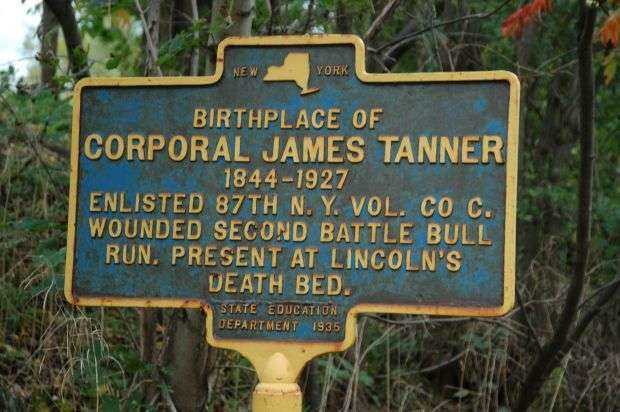 NEW YORK
BIRTHPLACE OF
CORPORAL JAMES TANNER
1844-1927
ENLISTED 87TH N.Y. VOL. CO C.
WOUNDED SECOND BATTLE BULL
RUN. PRESENT AT LINCOLN'S
DEATH BED.
STATE EDUCATION
DEPARTMENT 1935